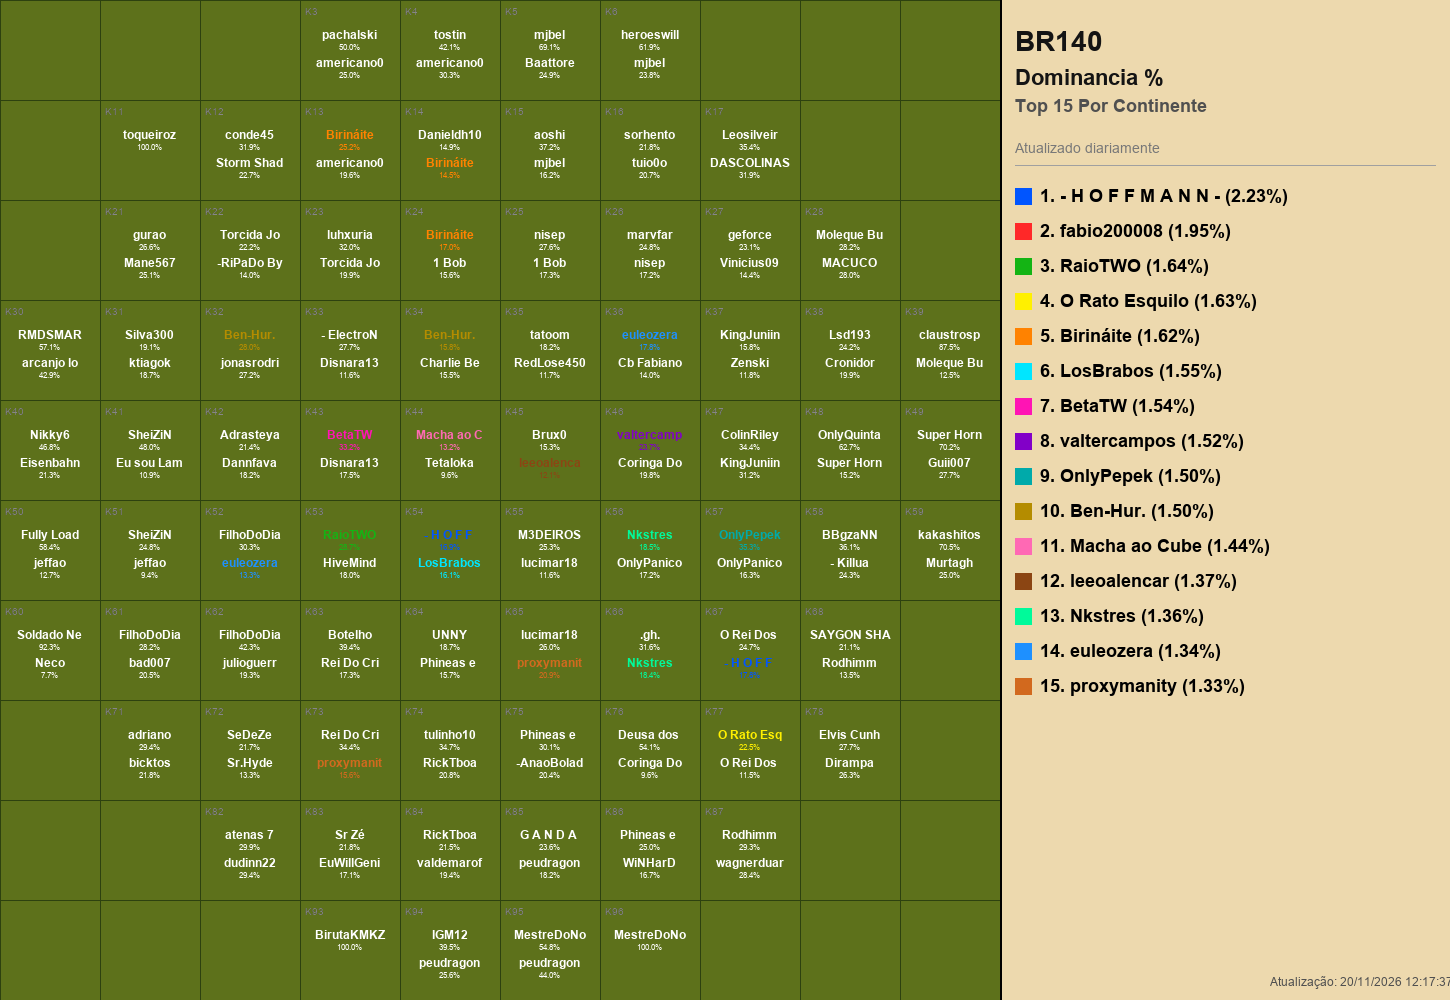 K3
pachalski
50.0%
americano0
25.0%
K4
tostin
42.1%
americano0
30.3%
K5
mjbel
69.1%
Baattore
24.9%
K6
heroeswill
61.9%
mjbel
23.8%
K11
toqueiroz
100.0%
K12
conde45
31.9%
Storm Shad
22.7%
K13
Birináite
25.2%
americano0
19.6%
K14
Danieldh10
14.9%
Birináite
14.5%
K15
aoshi
37.2%
mjbel
16.2%
K16
sorhento
21.8%
tuio0o
20.7%
K17
Leosilveir
35.4%
DASCOLINAS
31.9%
K21
gurao
26.6%
Mane567
25.1%
K22
Torcida Jo
22.2%
-RiPaDo By
14.0%
K23
luhxuria
32.0%
Torcida Jo
19.9%
K24
Birináite
17.0%
1 Bob
15.6%
K25
nisep
27.6%
1 Bob
17.3%
K26
marvfar
24.8%
nisep
17.2%
K27
geforce
23.1%
Vinicius09
14.4%
K28
Moleque Bu
28.2%
MACUCO
28.0%
K30
RMDSMAR
57.1%
arcanjo lo
42.9%
K31
Silva300
19.1%
ktiagok
18.7%
K32
Ben-Hur.
jonasrodri
27.2%
K33
- ElectroN
27.7%
Disnara13
11.6%
K34
Ben-Hur.
Charlie Be
15.5%
K35
tatoom
18.2%
RedLose450
11.7%
K36
euleozera
Cb Fabiano
14.0%
K37
KingJuniin
15.8%
Zenski
11.8%
K38
Lsd193
24.2%
Cronidor
19.9%
K39
claustrosp
87.5%
Moleque Bu
12.5%
K40
Nikky6
46.8%
Eisenbahn
21.3%
K41
SheiZiN
48.0%
Eu sou Lam
10.9%
K42
Adrasteya
21.4%
Dannfava
18.2%
K43
BetaTW
Disnara13
17.5%
K44
Macha ao C
13.2%
Tetaloka
9.6%
K45
Brux0
15.3%
leeoalenca
K46
valtercamp
Coringa Do
19.8%
K47
ColinRiley
34.4%
KingJuniin
31.2%
K48
OnlyQuinta
62.7%
Super Horn
15.2%
K49
Super Horn
70.2%
Guii007
27.7%
K50
Fully Load
58.4%
jeffao
12.7%
K51
SheiZiN
24.8%
jeffao
9.4%
K52
FilhoDoDia
30.3%
euleozera
K53
RaioTWO
HiveMind
18.0%
K54
- H O F F
LosBrabos
16.1%
K55
M3DEIROS
25.3%
lucimar18
11.6%
K56
Nkstres
18.5%
OnlyPanico
17.2%
K57
OnlyPepek
OnlyPanico
16.3%
K58
BBgzaNN
36.1%
- Killua
24.3%
K59
kakashitos
70.5%
Murtagh
25.0%
K60
Soldado Ne
92.3%
Neco
7.7%
K61
FilhoDoDia
28.2%
bad007
20.5%
K62
FilhoDoDia
42.3%
julioguerr
19.3%
K63
Botelho
39.4%
Rei Do Cri
17.3%
K64
UNNY
18.7%
Phineas e
15.7%
K65
lucimar18
26.0%
proxymanit
20.9%
K66
.gh.
31.6%
Nkstres
18.4%
K67
O Rei Dos
24.7%
- H O F F
K68
SAYGON SHA
21.1%
Rodhimm
13.5%
K71
adriano
29.4%
bicktos
21.8%
K72
SeDeZe
21.7%
Sr.Hyde
13.3%
K73
Rei Do Cri
34.4%
proxymanit
15.6%
K74
tulinho10
34.7%
RickTboa
20.8%
K75
Phineas e
30.1%
-AnaoBolad
20.4%
K76
Deusa dos
54.1%
Coringa Do
9.6%
K77
O Rato Esq
22.5%
O Rei Dos
11.5%
K78
Elvis Cunh
27.7%
Dirampa
26.3%
K82
atenas 7
29.9%
dudinn22
29.4%
K83
Sr Zé
21.8%
EuWillGeni
17.1%
K84
RickTboa
21.5%
valdemarof
19.4%
K85
G A N D A
23.6%
peudragon
18.2%
K86
Phineas e
25.0%
WiNHarD
16.7%
K87
Rodhimm
29.3%
wagnerduar
28.4%
K93
BirutaKMKZ
100.0%
K94
IGM12
39.5%
peudragon
25.6%
K95
MestreDoNo
54.8%
peudragon
44.0%
K96
MestreDoNo
100.0%
BR140
Dominancia %
Top 15 Por Continente
Atualizado diariamente
1. - H O F F M A N N - (2.23%)
2. fabio200008 (1.95%)
3. RaioTWO (1.64%)
4. O Rato Esquilo (1.63%)
5. Birináite (1.62%)
6. LosBrabos (1.55%)
7. BetaTW (1.54%)
8. valtercampos (1.52%)
9. OnlyPepek (1.50%)
10. Ben-Hur. (1.50%)
11. Macha ao Cube (1.44%)
12. leeoalencar (1.37%)
13. Nkstres (1.36%)
14. euleozera (1.34%)
15. proxymanity (1.33%)
Atualização: 20/11/2026 12:17:37